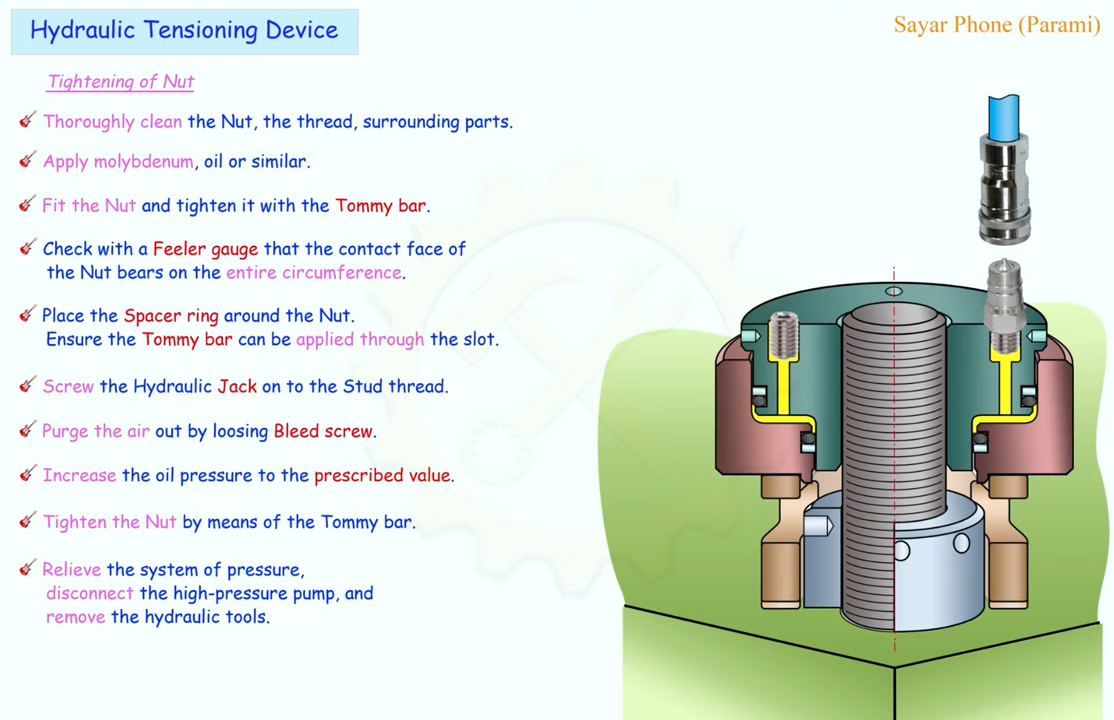 Hydraulic Tensioning Device
Sayar Phone (Parami)
Tightening of Nut
Thoroughly clean the Nut, the thread, surrounding parts.
Apply molybdenum, oil or similar.
Fit the Nut and tighten it with the Tommy bar.
Check with a Feeler gauge that the contact face of
the Nut bears on the entire circumference.
Place the Spacer ring around the Nut.
Ensure the Tommy bar can be applied through the slot.
Screw the Hydraulic Jack on to the Stud thread.
Purge the air out by loosing Bleed screw.
Increase the oil pressure to the prescribed value.
Tighten the Nut by means of the Tommy bar.
Relieve the system of pressure,
disconnect the high-pressure pump, and
remove the hydraulic tools.